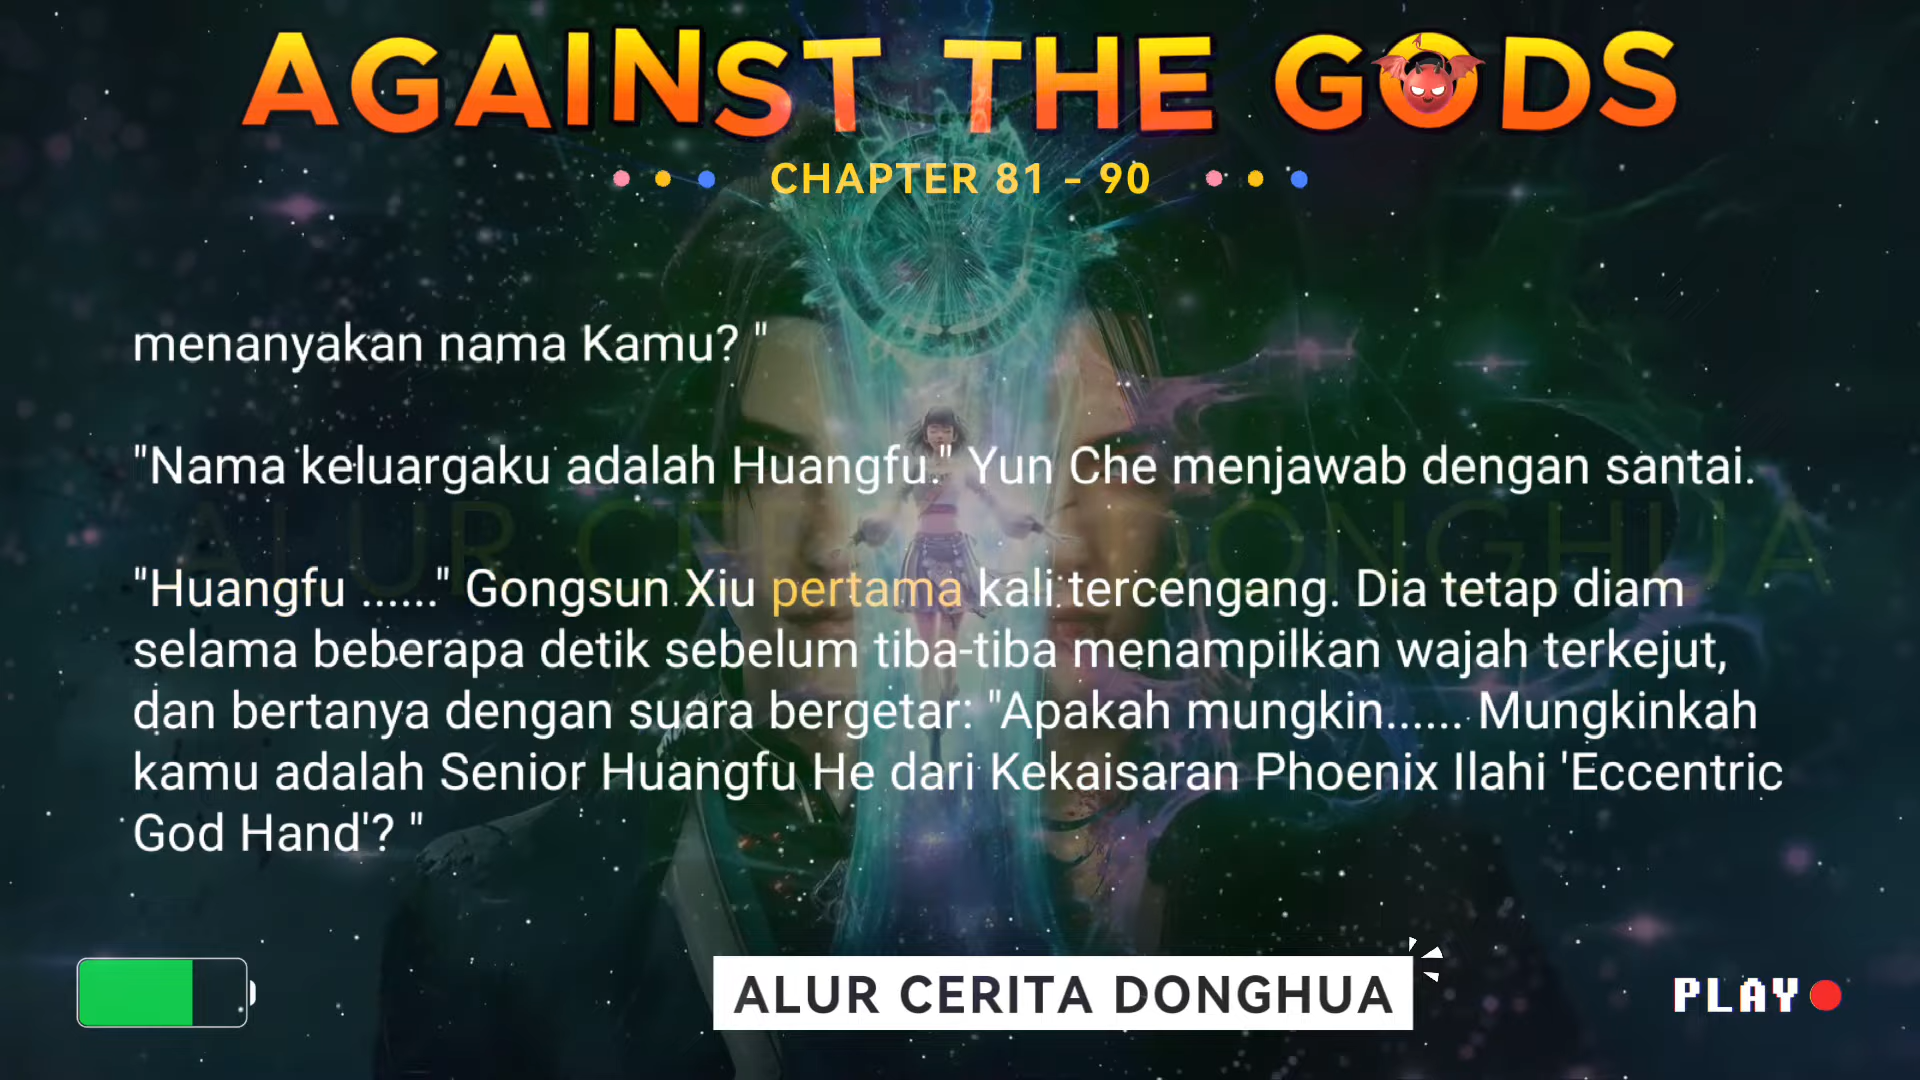 AGAINST THE GODS
CHAPTER 81 - 90
menanyakan nama Kamu? "
"Nama keluargaku adalah Huangfu." Yun Che menjawab dengan santai.
ALUR CERITA DONGHUA
"Huangfu ......" Gongsun Xiu pertama kali tercengang. Dia tetap diam
selama beberapa detik sebelum tiba-tiba menampilkan wajah terkejut,
dan bertanya dengan suara bergetar: "Apakah mungkin...... Mungkinkah
kamu adalah Senior Huangfu He dari Kekaisaran Phoenix Ilahi 'Eccentric
God Hand'? "
ALUR CERITA DONGHUA
PLAY